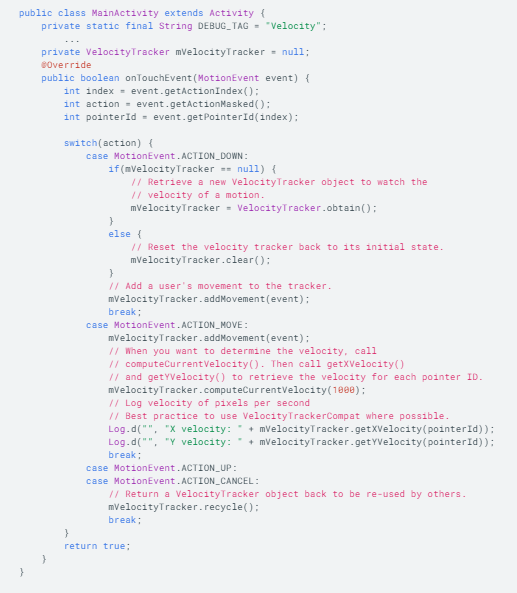 public class MainActivity extends Activity {
    private static final String DEBUG_TAG = "Velocity";
        ...
    private VelocityTracker mVelocityTracker = null;
    @Override
    public boolean onTouchEvent(MotionEvent event) {
        int index = event.getActionIndex();
        int action = event.getActionMasked();
        int pointerId = event.getPointerId(index);

        switch(action) {
            case MotionEvent.ACTION_DOWN:
                if(mVelocityTracker == null) {
                    // Retrieve a new VelocityTracker object to watch the
                    // velocity of a motion.
                    mVelocityTracker = VelocityTracker.obtain();
                }
                else {
                    // Reset the velocity tracker back to its initial state.
                    mVelocityTracker.clear();
                }
                // Add a user's movement to the tracker.
                mVelocityTracker.addMovement(event);
                break;
            case MotionEvent.ACTION_MOVE:
                mVelocityTracker.addMovement(event);
                // When you want to determine the velocity, call
                // computeCurrentVelocity(). Then call getXVelocity()
                // and getYVelocity() to retrieve the velocity for each pointer ID.
                mVelocityTracker.computeCurrentVelocity(1000);
                // Log velocity of pixels per second
                // Best practice to use VelocityTrackerCompat where possible.
                Log.d("", "X velocity: " + mVelocityTracker.getXVelocity(pointerId));
                Log.d("", "Y velocity: " + mVelocityTracker.getYVelocity(pointerId));
                break;
            case MotionEvent.ACTION_UP:
            case MotionEvent.ACTION_CANCEL:
                // Return a VelocityTracker object back to be re-used by others.
                mVelocityTracker.recycle();
                break;
        }
        return true;
    }
}